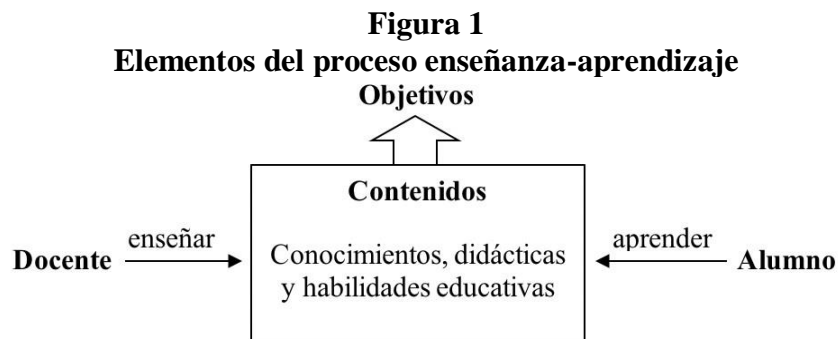 Figura 1
Elementos del proceso enseñanza-aprendizaje
Objetivos
Contenidos
Docente
enseñar
Conocimientos, didácticas
y habilidades educativas
aprender
Alumno